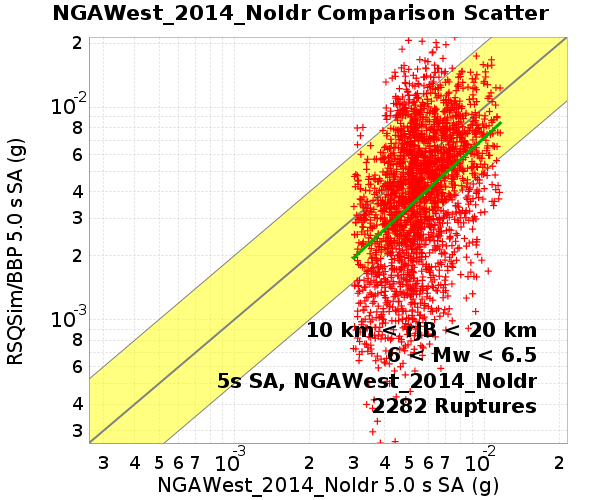 NGAWest_2014_NoIdr Comparison Scatter
RSQSim/BBP 5.0 s SA (g)
2
10-2
8
6
4
3
2
10-3
8
6
4
3
10 km < rJB < 20 km
6 < Mw < 6.5
5s SA, NGAWest_2014_NoIdr
2282 Ruptures
3 4 5 6 7 10-3 2 3 4 5 6 7 10-2 2
NGAWest_2014_NoIdr 5.0 s SA (g)